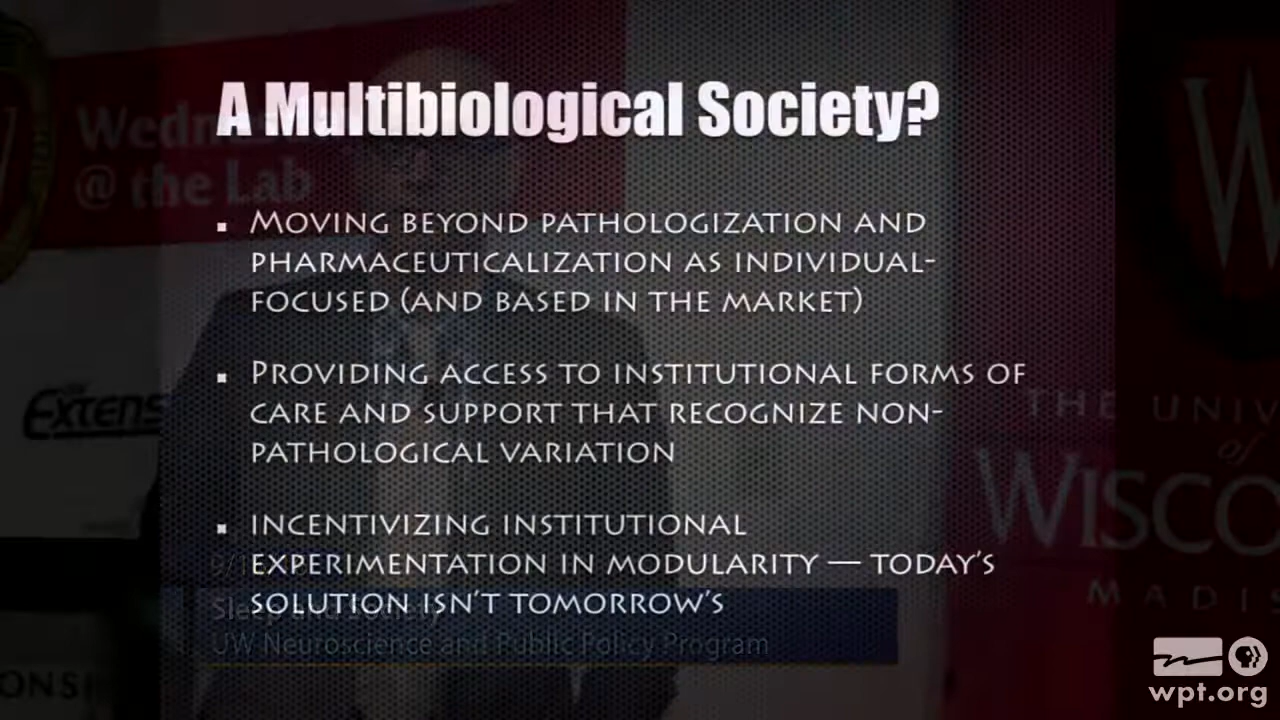 A Multibiological Society?
Wednes
@ the Lab
▪ MOVING BEYOND PATHOLOGIZATION AND
PHARMACEUTICALIZATION AS INDIVIDUAL-
FOCUSED (AND BASED IN THE MARKET)
▪ PROVIDING ACCESS TO INSTITUTIONAL FORMS OF
CARE AND SUPPORT THAT RECOGNIZE NON-
PATHOLOGICAL VARIATION
▪ INCENTIVIZING INSTITUTIONAL
EXPERIMENTATION IN MODULARITY — TODAY'S
SOLUTION ISN'T TOMORROW'S
Extens
THE UNIV
of
WISCO
MADIS
Sleep and Society
UW Neuroscience and Public Policy Program
ONSI
W
PBS
wpt.org